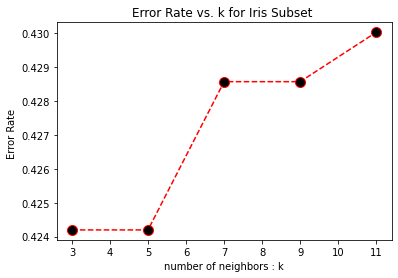 Error Rate vs. k for Iris Subset
Error Rate
0.430
0.429
0.428
0.427
0.426
0.425
0.424
3 4 5 6 7 8 9 10 11
number of neighbors : k